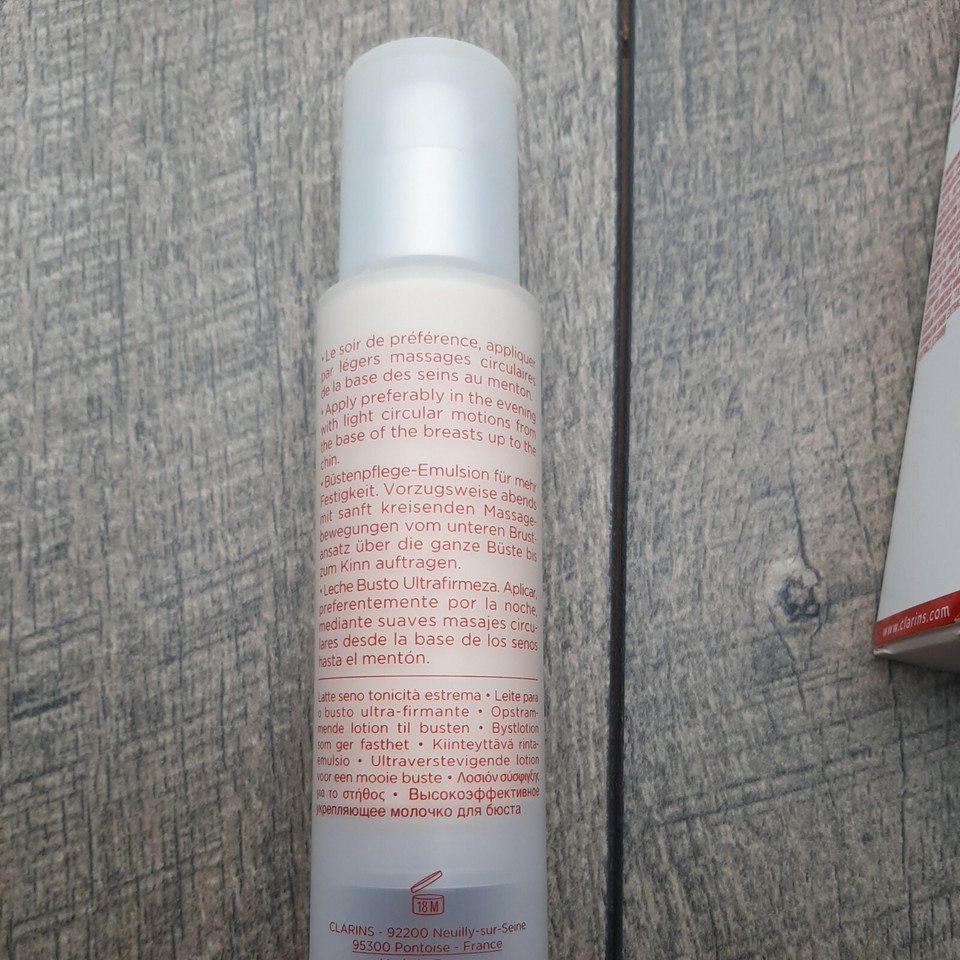 •Le soir de préférence, appliquer
par légers massages circulaires
de la base des seins au menton.
•Apply preferably in the evening
with light circular motions from
the base of the breasts up to the
chin.
•Büstenpflege-Emulsion für mehr
Festigkeit. Vorzugsweise abends
mit sanft kreisenden Massage-
bewegungen vom unteren Brust-
ansatz über die ganze Büste bis
zum Kinn auftragen.
•Leche Busto Ultrafirmeza. Aplicar,
preferentemente por la noche,
mediante suaves masajes circu-
lares desde la base de los senos
hasta el mentón.
Latte seno tonicità estrema • Leite para
o busto ultra-firmante • Opstram-
mende lotion til busten • Bystlotion
som ger fasthet • Kiinteyttävä rinta-
emulsio • Ultraverstevigende lotion
voor een mooie buste • Λοσιόν σύσφιγξης
για το στήθος • Высокоэффективное
укрепляющее молочко для бюста
18 M
CLARINS - 92200 Neuilly-sur-Seine
95300 Pontoise - France
www.clarins.com